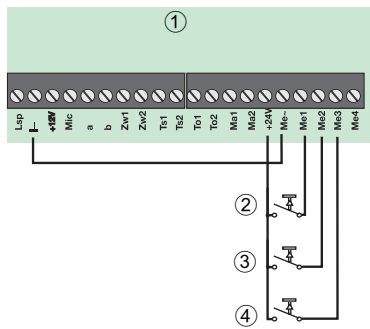 ①
Lsp ⊥ +12V Mic a b Zw1 Zw2 Ts1 Ts2 To1 To2 Ma1 Ma2 +24V Me~ Me1 Me2 Me3 Me4
②
③
④